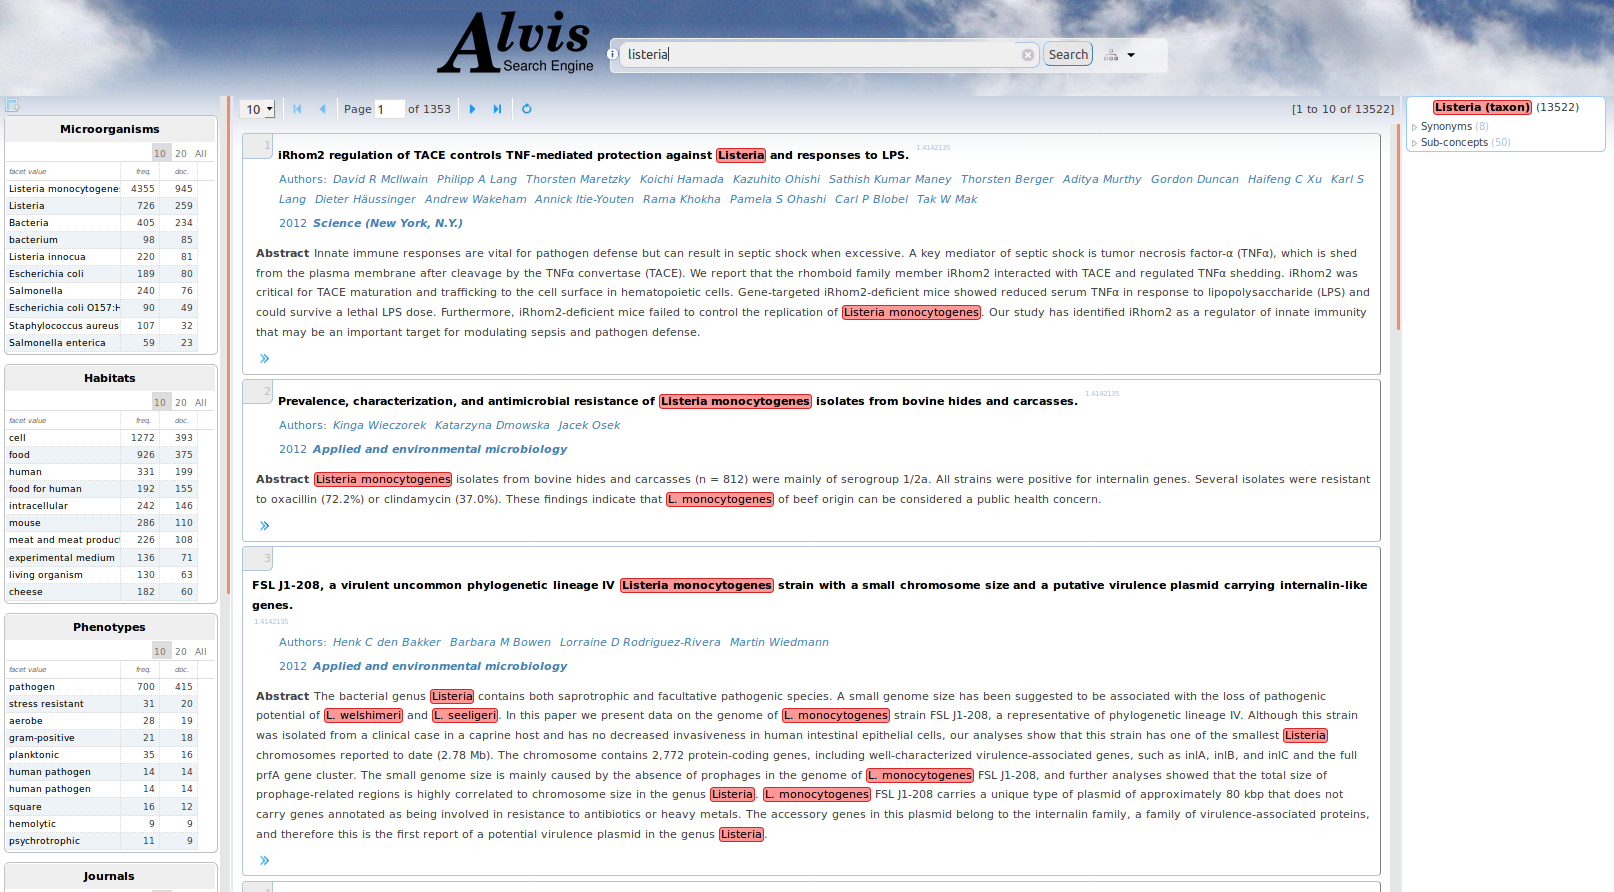 Alvis
Search Engine
listeria
Search
Microorganisms
10 20 All
facet value freq. doc.
Listeria monocytogene: 4355 945
Listeria 726 259
Bacteria 405 234
bacterium 98 85
Listeria innocua 220 81
Escherichia coli 189 80
Salmonella 240 76
Escherichia coli O157:H 90 49
Staphylococcus aureus 107 32
Salmonella enterica 59 23
Habitats
10 20 All
facet value freq. doc.
cell 1272 393
food 926 375
human 331 199
food for human 192 155
intracellular 242 146
mouse 286 110
meat and meat produc 226 108
experimental medium 136 71
living organism 130 63
cheese 182 60
Phenotypes
10 20 All
facet value freq. doc.
pathogen 700 415
stress resistant 31 20
aerobe 28 19
gram-positive 21 18
planktonic 35 16
human pathogen 14 14
human pathogen 14 14
square 16 12
hemolytic 9 9
psychrotrophic 11 9
Journals
10 Page 1 of 1353 [1 to 10 of 13522]
1
iRhom2 regulation of TACE controls TNF-mediated protection against Listeria and responses to LPS. 1.4142135
Authors: David R McIlwain Philipp A Lang Thorsten Maretzky Koichi Hamada Kazuhito Ohishi Sathish Kumar Maney Thorsten Berger Aditya Murthy Gordon Duncan Haifeng C Xu Karl S
Lang Dieter Häussinger Andrew Wakeham Annick Itie-Youten Rama Khokha Pamela S Ohashi Carl P Blobel Tak W Mak
2012 Science (New York, N.Y.)
Abstract Innate immune responses are vital for pathogen defense but can result in septic shock when excessive. A key mediator of septic shock is tumor necrosis factor-α (TNFα), which is shed
from the plasma membrane after cleavage by the TNFα convertase (TACE). We report that the rhomboid family member iRhom2 interacted with TACE and regulated TNFα shedding. iRhom2 was
critical for TACE maturation and trafficking to the cell surface in hematopoietic cells. Gene-targeted iRhom2-deficient mice showed reduced serum TNFα in response to lipopolysaccharide (LPS) and
could survive a lethal LPS dose. Furthermore, iRhom2-deficient mice failed to control the replication of Listeria monocytogenes. Our study has identified iRhom2 as a regulator of innate immunity
that may be an important target for modulating sepsis and pathogen defense.
»
2
Prevalence, characterization, and antimicrobial resistance of Listeria monocytogenes isolates from bovine hides and carcasses. 1.4142135
Authors: Kinga Wieczorek Katarzyna Dmowska Jacek Osek
2012 Applied and environmental microbiology
Abstract Listeria monocytogenes isolates from bovine hides and carcasses (n = 812) were mainly of serogroup 1/2a. All strains were positive for internalin genes. Several isolates were resistant
to oxacillin (72.2%) or clindamycin (37.0%). These findings indicate that L. monocytogenes of beef origin can be considered a public health concern.
»
3
FSL J1-208, a virulent uncommon phylogenetic lineage IV Listeria monocytogenes strain with a small chromosome size and a putative virulence plasmid carrying internalin-like
genes.
1.4142135
Authors: Henk C den Bakker Barbara M Bowen Lorraine D Rodriguez-Rivera Martin Wiedmann
2012 Applied and environmental microbiology
Abstract The bacterial genus Listeria contains both saprotrophic and facultative pathogenic species. A small genome size has been suggested to be associated with the loss of pathogenic
potential of L. welshimeri and L. seeligeri. In this paper we present data on the genome of L. monocytogenes strain FSL J1-208, a representative of phylogenetic lineage IV. Although this strain
was isolated from a clinical case in a caprine host and has no decreased invasiveness in human intestinal epithelial cells, our analyses show that this strain has one of the smallest Listeria
chromosomes reported to date (2.78 Mb). The chromosome contains 2,772 protein-coding genes, including well-characterized virulence-associated genes, such as inlA, inlB, and inlC and the full
prfA gene cluster. The small genome size is mainly caused by the absence of prophages in the genome of L. monocytogenes FSL J1-208, and further analyses showed that the total size of
prophage-related regions is highly correlated to chromosome size in the genus Listeria. L. monocytogenes FSL J1-208 carries a unique type of plasmid of approximately 80 kbp that does not
carry genes annotated as being involved in resistance to antibiotics or heavy metals. The accessory genes in this plasmid belong to the internalin family, a family of virulence-associated proteins,
and therefore this is the first report of a potential virulence plasmid in the genus Listeria.
»
Listeria (taxon) (13522)
Synonyms (8)
Sub-concepts (50)